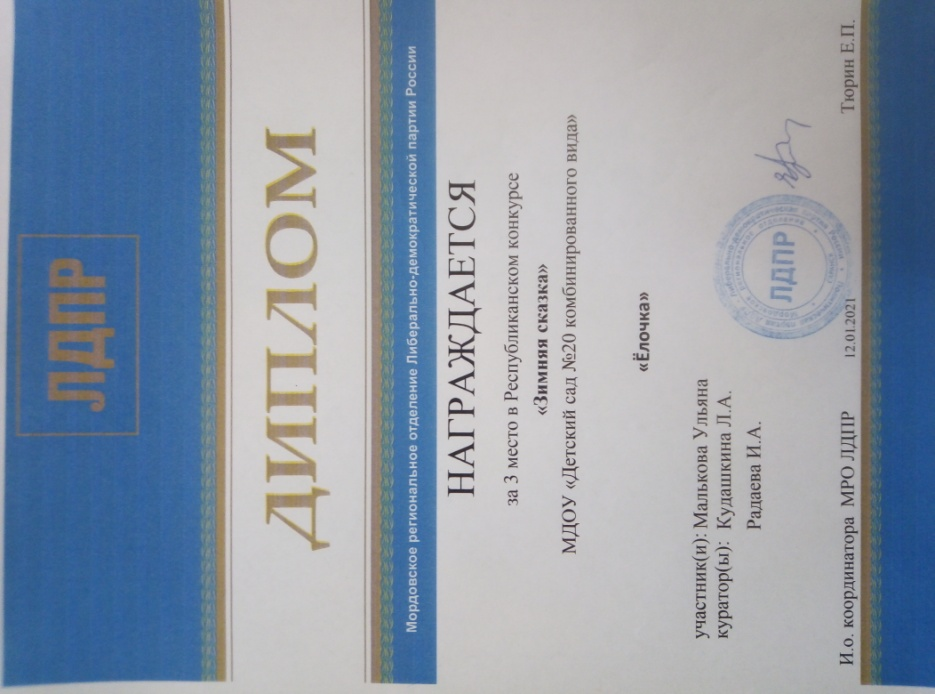 ЛДПР
ДИПЛОМ
Мордовское региональное отделение Либерально-демократической партии России
НАГРАЖДАЕТСЯ
за 3 место в Республиканском конкурсе
«Зимняя сказка»
МДОУ «Детский сад №20 комбинированного вида»
«Ёлочка»
участник(и): Малькова Ульяна
куратор(ы): Кудашкина Л.А.
Радаева И.А.
ЛДПР
И.о. координатора МРО ЛДПР 12.01.2021 Тюрин Е.П.